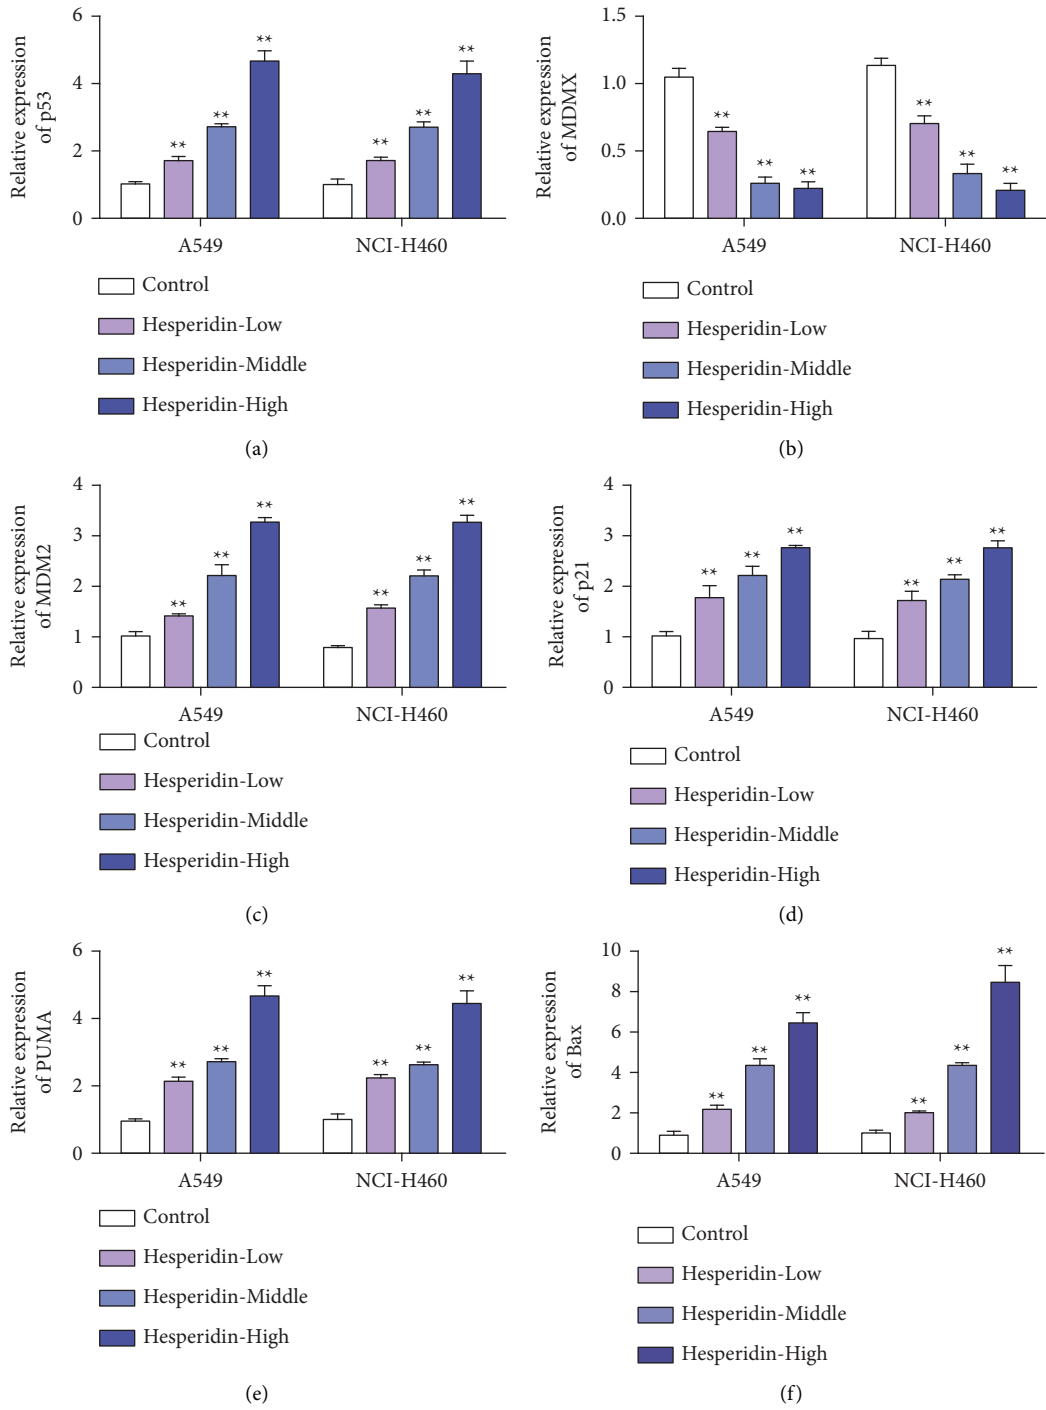 Relative expression
of p53
6
4
2
0
**
**
**
**
**
**
A549
NCI-H460
Control
Hesperidin-Low
Hesperidin-Middle
Hesperidin-High
(a)
Relative expression
of MDMX
1.5
1.0
0.5
0.0
**
**
**
**
**
**
A549
NCI-H460
Control
Hesperidin-Low
Hesperidin-Middle
Hesperidin-High
(b)
Relative expression
of MDM2
4
3
2
1
0
**
**
**
**
**
**
A549
NCI-H460
Control
Hesperidin-Low
Hesperidin-Middle
Hesperidin-High
(c)
Relative expression
of p21
4
3
2
1
0
**
**
**
**
**
**
A549
NCI-H460
Control
Hesperidin-Low
Hesperidin-Middle
Hesperidin-High
(d)
Relative expression
of PUMA
6
4
2
0
**
**
**
**
**
**
A549
NCI-H460
Control
Hesperidin-Low
Hesperidin-Middle
Hesperidin-High
(e)
Relative expression
of Bax
10
8
6
4
2
0
**
**
**
**
**
**
A549
NCI-H460
Control
Hesperidin-Low
Hesperidin-Middle
Hesperidin-High
(f)